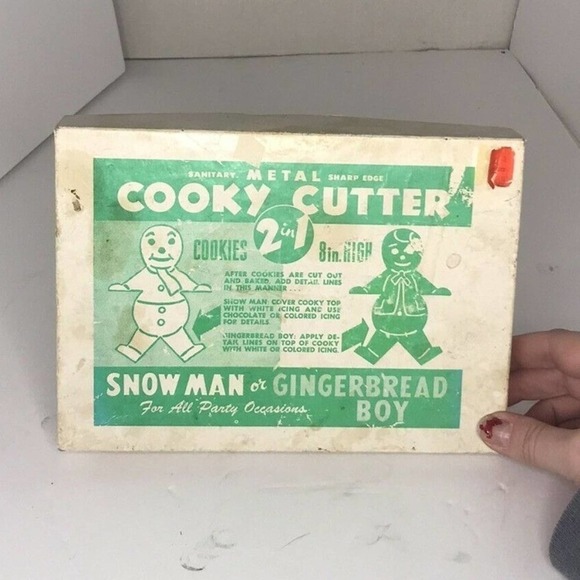 SANITARY METAL SHARP EDGE
COOKY CUTTER
2 in 1
COOKIES 8 in. HIGH
AFTER COOKIES ARE CUT OUT
AND BAKED, ADD DETAIL LINES
IN THIS MANNER...
SNOW MAN: COVER COOKY TOP
WITH WHITE ICING AND USE
CHOCOLATE OR COLORED ICING
FOR DETAILS.
GINGERBREAD BOY: APPLY DE-
TAIL LINES ON TOP OF COOKY
WITH WHITE OR COLORED ICING.
SNOW MAN or GINGERBREAD BOY
For All Party Occasions